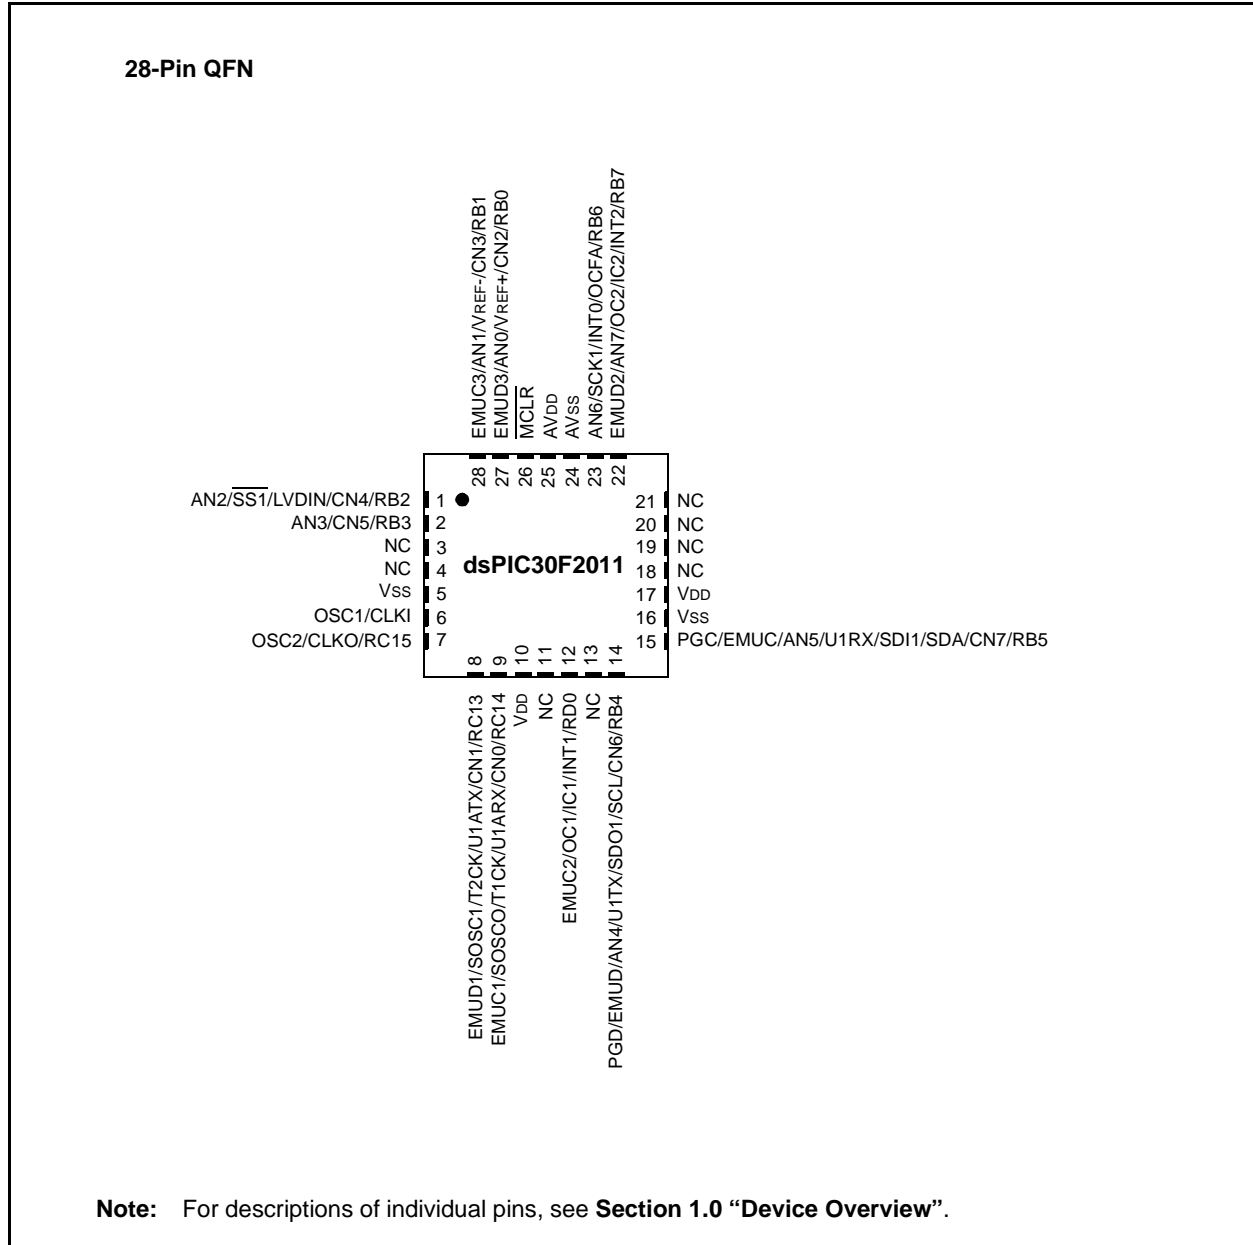 28-Pin QFN
EMUC3/AN1/VREF-/CN3/RB1
EMUD3/AN0/VREF+/CN2/RB0
MCLR
AVDD
AVSS
AN6/SCK1/INT0/OCFA/RB6
EMUD2/AN7/OC2/IC2/INT2/RB7
28 27 26 25 24 23 22
AN2/SS1/LVDIN/CN4/RB2 1
AN3/CN5/RB3 2
NC 3
NC 4
VSS 5
OSC1/CLKI 6
OSC2/CLKO/RC15 7
dsPIC30F2011
21 NC
20 NC
19 NC
18 NC
17 VDD
16 VSS
15 PGC/EMUC/AN5/U1RX/SDI1/SDA/CN7/RB5
8 9 10 11 12 13 14
EMUD1/SOSC1/T2CK/U1ATX/CN1/RC13
EMUC1/SOSCO/T1CK/U1ARX/CN0/RC14
VDD
NC
EMUC2/OC1/IC1/INT1/RD0
NC
PGD/EMUD/AN4/U1TX/SDO1/SCL/CN6/RB4
Note: For descriptions of individual pins, see Section 1.0 “Device Overview”.